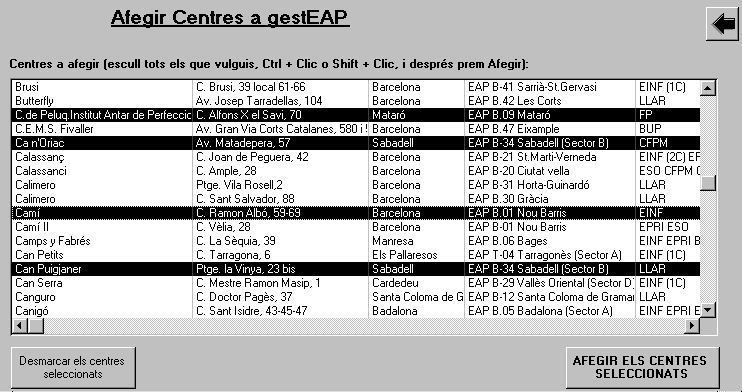 Afegir Centres a gestEAP
Centres a afegir (escull tots els que vulguis, Ctrl + Clic o Shift + Clic, i després prem Afegir):
Brusi C. Brusi, 39 local 61-66 Barcelona EAP B-41 Sarrià-St.Gervasi EINF (1C)
Butterfly Av. Josep Tarradellas, 104 Barcelona EAP B.42 Les Corts LLAR
C.de Peluq.Institut Antar de Perfecció C. Alfons X el Savi, 70 Mataró EAP B.09 Mataró FP
C.E.M.S. Fivaller Av. Gran Via Corts Catalanes, 580 i Barcelona EAP B.47 Eixample BUP
Ca n'Oriac Av. Matadepera, 57 Sabadell EAP B-34 Sabadell (Sector B) CFPM
Calassanç C. Joan de Peguera, 42 Barcelona EAP B-21 St.Martí-Verneda EINF (2C) EF
Calassanci C. Ample, 28 Barcelona EAP B-20 Ciutat vella ESO CFPM C
Calimero Ptge. Vila Rosell,2 Barcelona EAP B-31 Horta-Guinardó LLAR
Calimero C. Sant Salvador, 88 Barcelona EAP B.30 Gràcia LLAR
Camí C. Ramon Albó, 59-69 Barcelona EAP B.01 Nou Barris EINF
Camí II C. Vèlia, 28 Barcelona EAP B-01 Nou Barris EPRI ESO
Camps y Fabrés C. La Sèquia, 39 Manresa EAP B.06 Bages EINF EPRI B
Can Petits C. Tarragona, 6 Els Pallaresos EAP T-04 Tarragonès (Sector A) EINF (1C)
Can Puigjaner Ptge. la Vinya, 23 bis Sabadell EAP B-34 Sabadell (Sector B) LLAR
Can Serra C. Mestre Ramon Masip, 1 Cardedeu EAP B-29 Vallès Oriental (Sector D) EINF (1C)
Canguro C. Doctor Pagès, 37 Santa Coloma de G EAP B-12 Santa Coloma de Gramar LLAR
Canigó C. Sant Isidre, 43-45-47 Badalona EAP B.05 Badalona (Sector A) EINF EPRI E
Desmarcar els centres
seleccionats
AFEGIR ELS CENTRES
SELECCIONATS